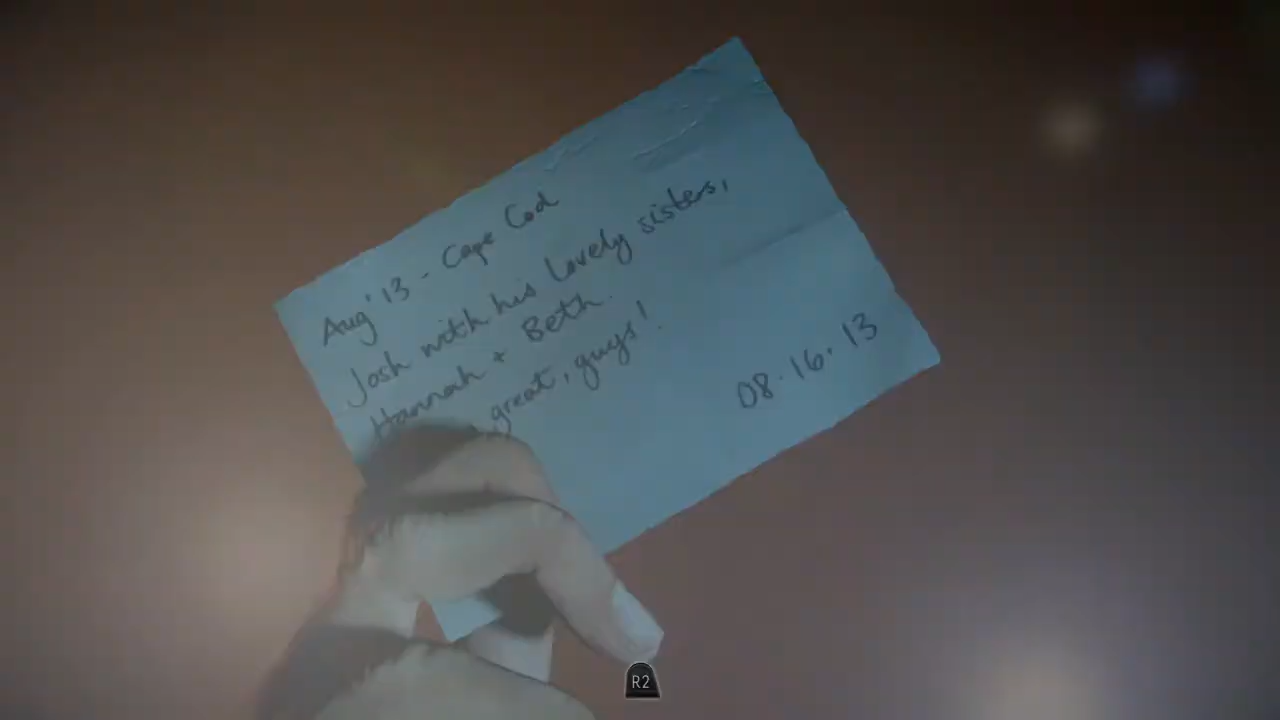 Aug '13 - Cape Cod
Josh with his lovely sisters,
Hannah + Beth.
great, guys!
08.16.13
R2